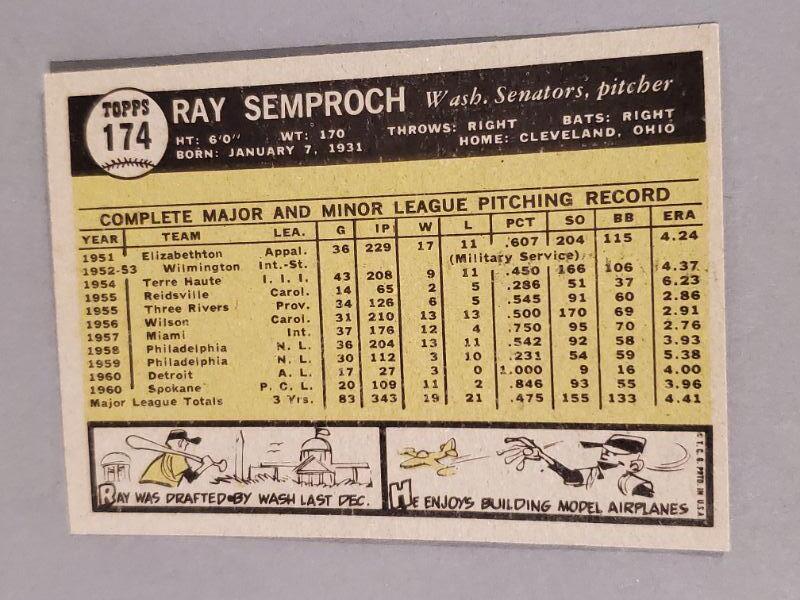 TOPPS
174
RAY SEMPROCH Wash. Senators, pitcher
HT: 6'0" WT: 170 THROWS: RIGHT BATS: RIGHT
BORN: JANUARY 7, 1931 HOME: CLEVELAND, OHIO
COMPLETE MAJOR AND MINOR LEAGUE PITCHING RECORD
YEAR TEAM LEA. G IP W L PCT SO BB ERA
1951 Elizabethton Appal. 36 229 17 11 .607 204 115 4.24
1952-53 Wilmington Int.-St. (Military Service)
1954 Terre Haute I. I. I. 43 208 9 11 .450 166 106 4.37
1955 Reidsville Carol. 14 65 2 5 .286 51 37 6.23
1955 Three Rivers Prov. 34 126 6 5 .545 91 60 2.86
1956 Wilson Carol. 31 210 13 13 .500 170 69 2.91
1957 Miami Int. 37 176 12 4 .750 95 70 2.76
1958 Philadelphia N. L. 36 204 13 11 .542 92 58 3.93
1959 Philadelphia N. L. 30 112 3 10 .231 54 59 5.38
1960 Detroit A. L. 17 27 3 0 1.000 9 16 4.00
1960 Spokane P. C. L. 20 109 11 2 .846 93 55 3.96
Major League Totals 3 Yrs. 83 343 19 21 .475 155 133 4.41
RAY WAS DRAFTED BY WASH LAST DEC.
HE ENJOYS BUILDING MODEL AIRPLANES
© T. C. G. PRTD. IN U.S.A.